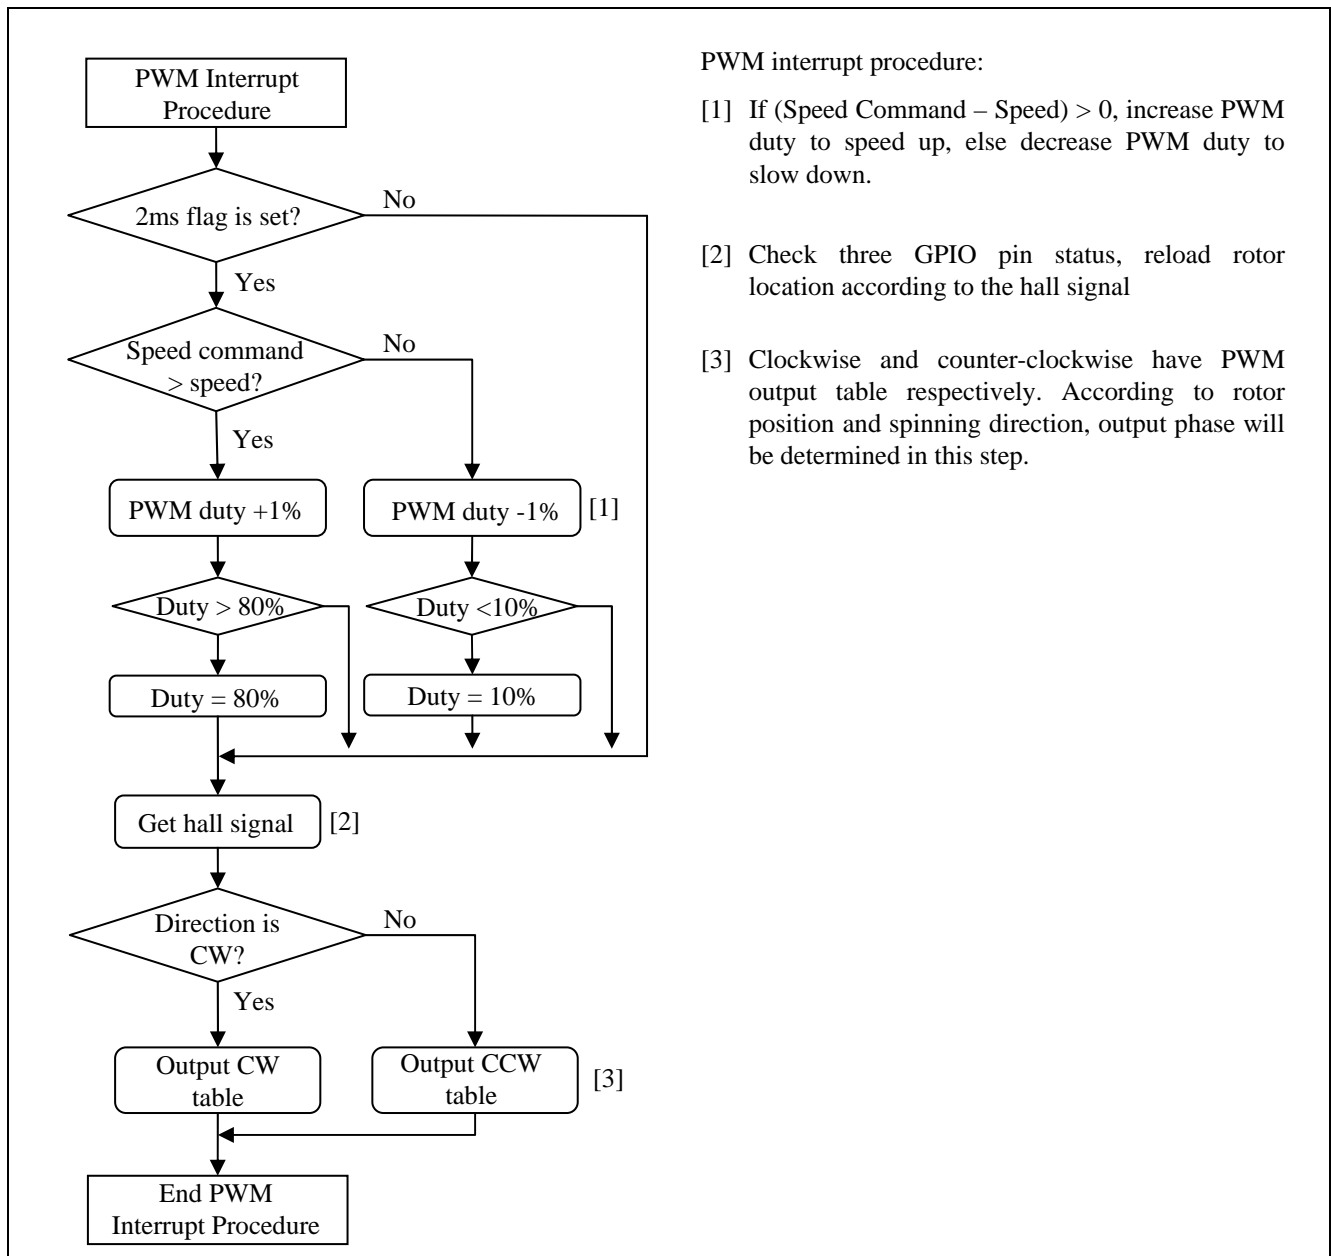 PWM Interrupt
Procedure
2ms flag is set?
No
Yes
Speed command
> speed?
No
Yes
PWM duty +1%
PWM duty -1%
[1]
Duty > 80%
Duty <10%
Duty = 80%
Duty = 10%
Get hall signal
[2]
Direction is
CW?
No
Yes
Output CW
table
Output CCW
table
[3]
End PWM
Interrupt Procedure
PWM interrupt procedure:
[1] If (Speed Command – Speed) > 0, increase PWM
duty to speed up, else decrease PWM duty to
slow down.
[2] Check three GPIO pin status, reload rotor
location according to the hall signal
[3] Clockwise and counter-clockwise have PWM
output table respectively. According to rotor
position and spinning direction, output phase will
be determined in this step.